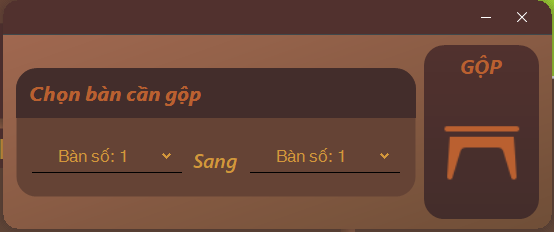 GỘP
Chọn bàn cần gộp
Bàn số: 1
Sang
Bàn số: 1